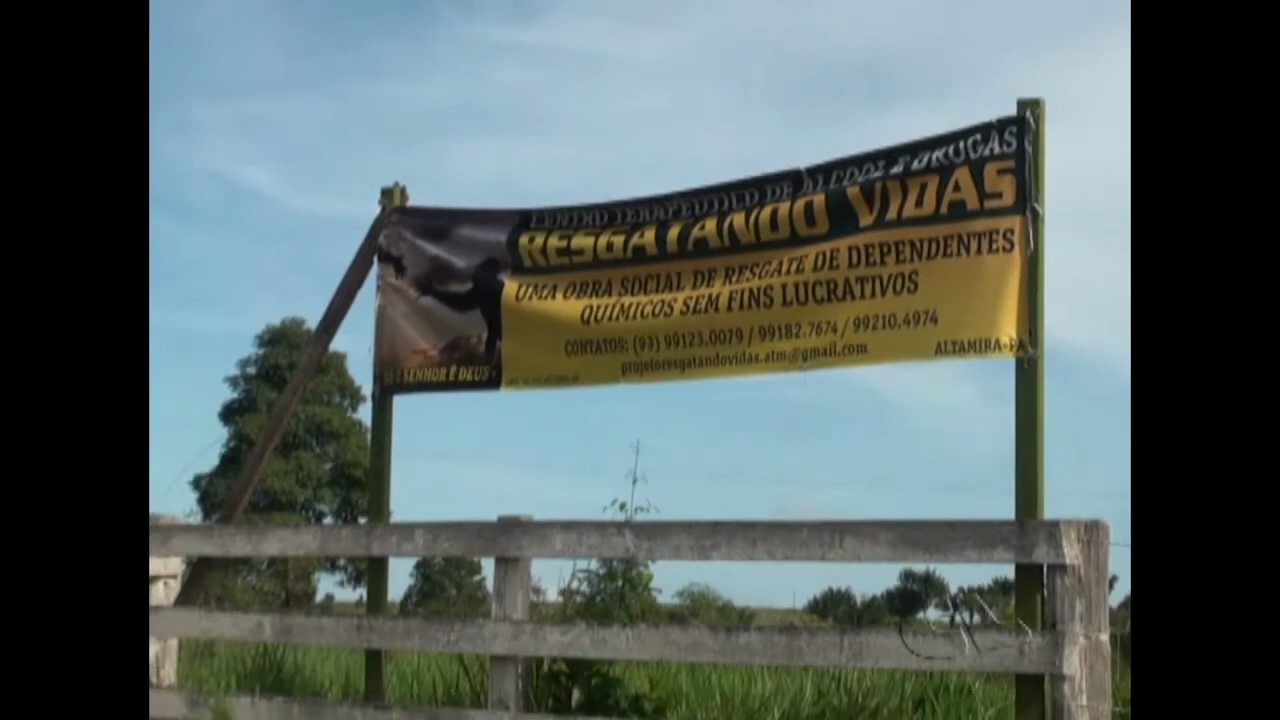 CENTRO TERAPÊUTICO DE ALCOOL & DROGAS
RESGATANDO VIDAS
UMA OBRA SOCIAL DE RESGATE DE DEPENDENTES
QUÍMICOS SEM FINS LUCRATIVOS
CONTATOS: (93) 99123.0079 / 99182.7674 / 99210.4974
projetoresgatandovidas.atm@gmail.com
ALTAMIRA-PA
SENHOR É DEUS